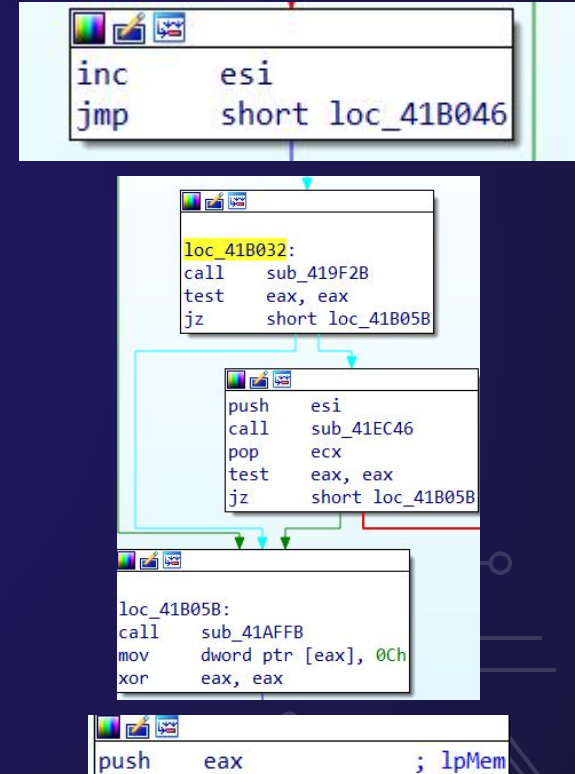 inc esi
jmp short loc_41B046
loc_41B032:
call sub_419F2B
test eax, eax
jz short loc_41B05B
push esi
call sub_41EC46
pop ecx
test eax, eax
jz short loc_41B05B
loc_41B05B:
call sub_41AFFB
mov dword ptr [eax], 0Ch
xor eax, eax
push eax ; lpMem